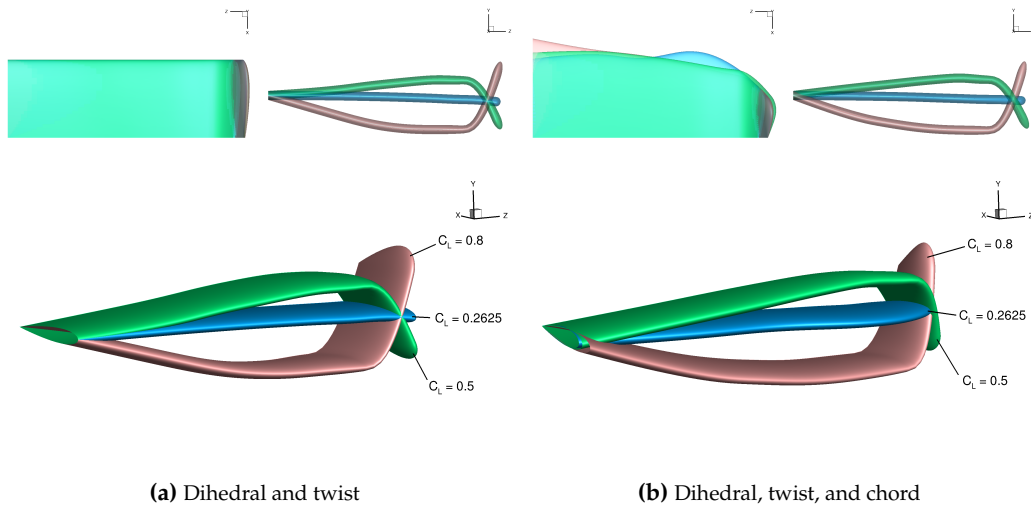 Z Y
X
Y
Z
Z Y
X
Y
Z
Y
X Z
C_L = 0.8
C_L = 0.2625
C_L = 0.5
Y
X Z
C_L = 0.8
C_L = 0.2625
C_L = 0.5
(a) Dihedral and twist
(b) Dihedral, twist, and chord